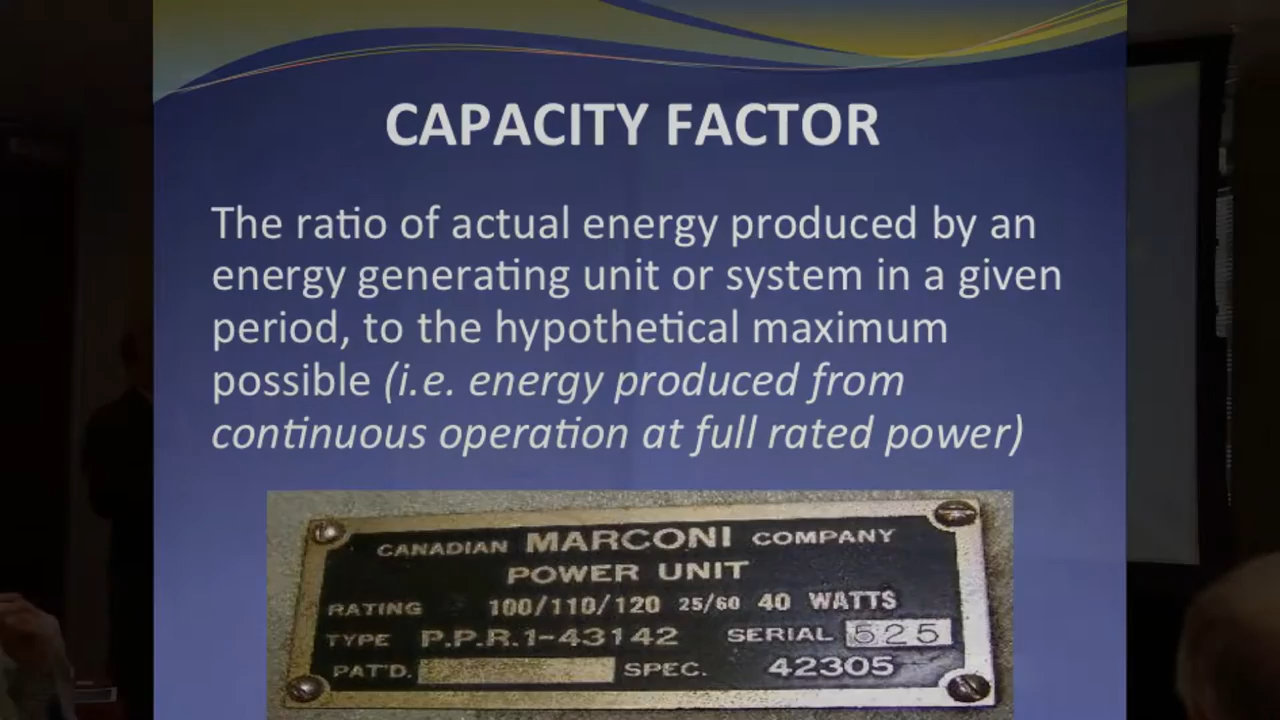 CAPACITY FACTOR
The ratio of actual energy produced by an
energy generating unit or system in a given
period, to the hypothetical maximum
possible (i.e. energy produced from
continuous operation at full rated power)
CANADIAN MARCONI COMPANY
POWER UNIT
RATING 100/110/120 25/60 40 WATTS
TYPE P.P.R.1-43142 SERIAL 525
PAT'D. SPEC. 42305